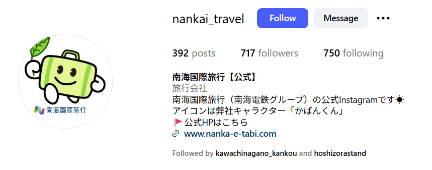 nankai_travel Follow Message
392 posts 717 followers 750 following
南海国際旅行【公式】
旅行会社
南海国際旅行（南海電鉄グループ）の公式Instagramです☀
アイコンは弊社キャラクター「かばんくん」
🚩公式HPはこちら
www.nanka-e-tabi.com
Followed by kawachinagano_kankou and hoshizorastand
南海国際旅行